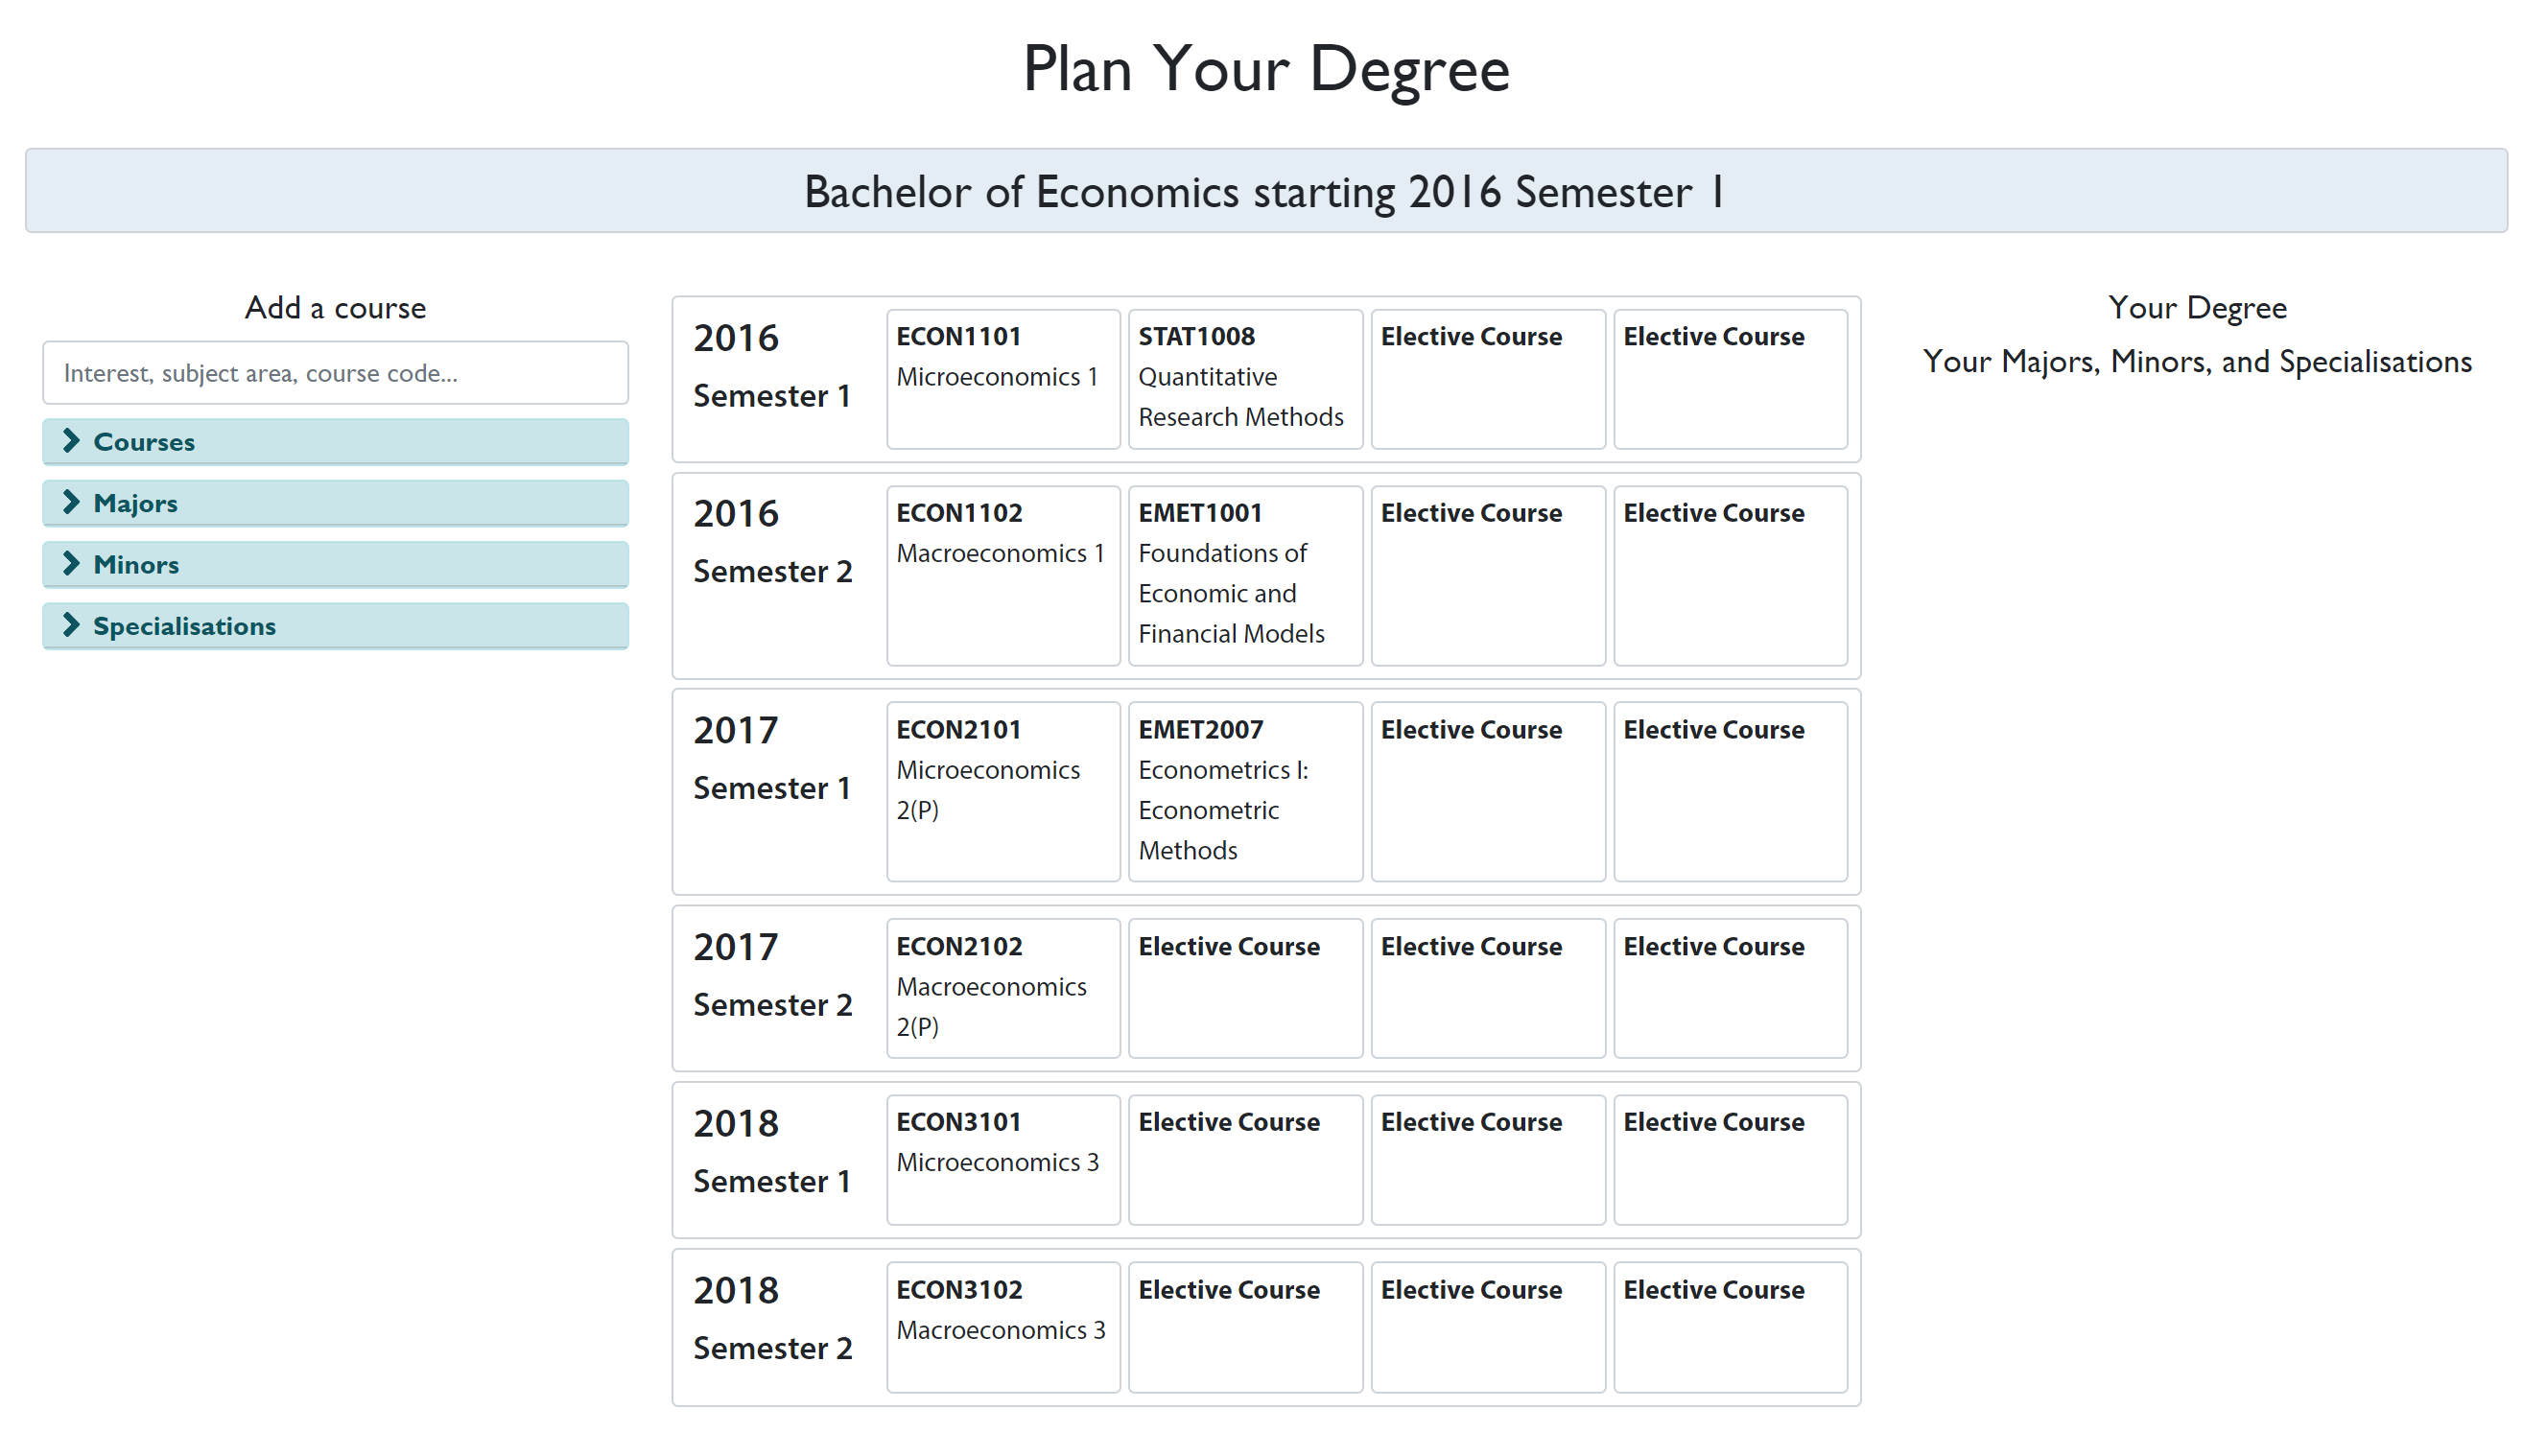 Plan Your Degree
Bachelor of Economics starting 2016 Semester 1
Add a course
Interest, subject area, course code...
Courses
Majors
Minors
Specialisations
2016
Semester 1
ECON1101
Microeconomics 1
STAT1008
Quantitative
Research Methods
Elective Course
Elective Course
2016
Semester 2
ECON1102
Macroeconomics 1
EMET1001
Foundations of
Economic and
Financial Models
Elective Course
Elective Course
2017
Semester 1
ECON2101
Microeconomics
2(P)
EMET2007
Econometrics I:
Econometric
Methods
Elective Course
Elective Course
2017
Semester 2
ECON2102
Macroeconomics
2(P)
Elective Course
Elective Course
Elective Course
2018
Semester 1
ECON3101
Microeconomics 3
Elective Course
Elective Course
Elective Course
2018
Semester 2
ECON3102
Macroeconomics 3
Elective Course
Elective Course
Elective Course
Your Degree
Your Majors, Minors, and Specialisations